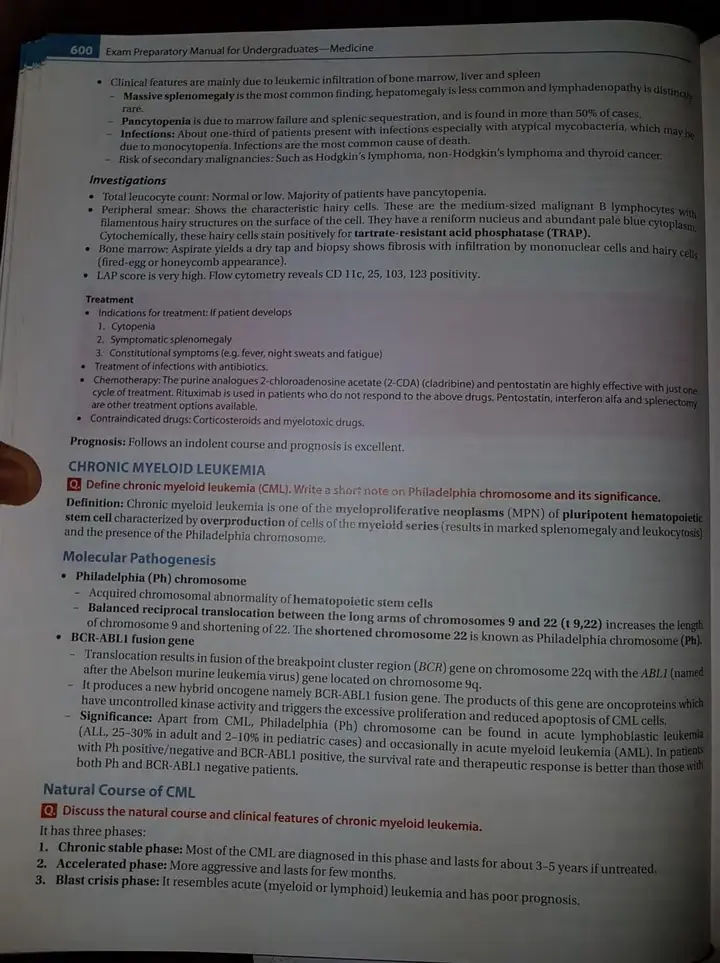 600 Exam Preparatory Manual for Undergraduates—Medicine
• Clinical features are mainly due to leukemic infiltration of bone marrow, liver and spleen
– Massive splenomegaly is the most common finding, hepatomegaly is less common and lymphadenopathy is distinctly
rare.
– Pancytopenia is due to marrow failure and splenic sequestration, and is found in more than 50% of cases.
– Infections: About one-third of patients present with infections especially with atypical mycobacteria, which may be
due to monocytopenia. Infections are the most common cause of death.
– Risk of secondary malignancies: Such as Hodgkin's lymphoma, non-Hodgkin's lymphoma and thyroid cancer.
Investigations
• Total leucocyte count: Normal or low. Majority of patients have pancytopenia.
• Peripheral smear: Shows the characteristic hairy cells. These are the medium-sized malignant B lymphocytes with
filamentous hairy structures on the surface of the cell. They have a reniform nucleus and abundant pale blue cytoplasm.
Cytochemically, these hairy cells stain positively for tartrate-resistant acid phosphatase (TRAP).
• Bone marrow: Aspirate yields a dry tap and biopsy shows fibrosis with infiltration by mononuclear cells and hairy cells
(fired-egg or honeycomb appearance).
• LAP score is very high. Flow cytometry reveals CD 11c, 25, 103, 123 positivity.
Treatment
• Indications for treatment: If patient develops
1. Cytopenia
2. Symptomatic splenomegaly
3. Constitutional symptoms (e.g. fever, night sweats and fatigue)
• Treatment of infections with antibiotics.
• Chemotherapy: The purine analogues 2-chloroadenosine acetate (2-CDA) (cladribine) and pentostatin are highly effective with just one
cycle of treatment. Rituximab is used in patients who do not respond to the above drugs. Pentostatin, interferon alfa and splenectomy
are other treatment options available.
• Contraindicated drugs: Corticosteroids and myelotoxic drugs.
Prognosis: Follows an indolent course and prognosis is excellent.
CHRONIC MYELOID LEUKEMIA
Q. Define chronic myeloid leukemia (CML). Write a short note on Philadelphia chromosome and its significance.
Definition: Chronic myeloid leukemia is one of the myeloproliferative neoplasms (MPN) of pluripotent hematopoietic
stem cell characterized by overproduction of cells of the myeloid series (results in marked splenomegaly and leukocytosis)
and the presence of the Philadelphia chromosome.
Molecular Pathogenesis
• Philadelphia (Ph) chromosome
– Acquired chromosomal abnormality of hematopoietic stem cells
– Balanced reciprocal translocation between the long arms of chromosomes 9 and 22 (t 9,22) increases the length
of chromosome 9 and shortening of 22. The shortened chromosome 22 is known as Philadelphia chromosome (Ph).
• BCR-ABL1 fusion gene
– Translocation results in fusion of the breakpoint cluster region (BCR) gene on chromosome 22q with the ABL1 (named
after the Abelson murine leukemia virus) gene located on chromosome 9q.
– It produces a new hybrid oncogene namely BCR-ABL1 fusion gene. The products of this gene are oncoproteins which
have uncontrolled kinase activity and triggers the excessive proliferation and reduced apoptosis of CML cells.
– Significance: Apart from CML, Philadelphia (Ph) chromosome can be found in acute lymphoblastic leukemia
(ALL, 25–30% in adult and 2–10% in pediatric cases) and occasionally in acute myeloid leukemia (AML). In patients
with Ph positive/negative and BCR-ABL1 positive, the survival rate and therapeutic response is better than those with
both Ph and BCR-ABL1 negative patients.
Natural Course of CML
Q. Discuss the natural course and clinical features of chronic myeloid leukemia.
It has three phases:
1. Chronic stable phase: Most of the CML are diagnosed in this phase and lasts for about 3–5 years if untreated.
2. Accelerated phase: More aggressive and lasts for few months.
3. Blast crisis phase: It resembles acute (myeloid or lymphoid) leukemia and has poor prognosis.